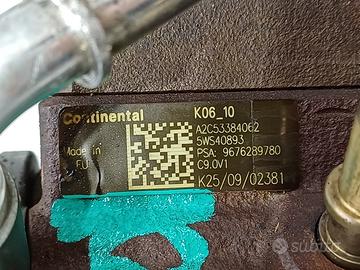 Continental
K06_10
A2C53384062
5WS40893
Made in
EU
PSA: 9676289780
C9.0V1
K25/09/02381
subito